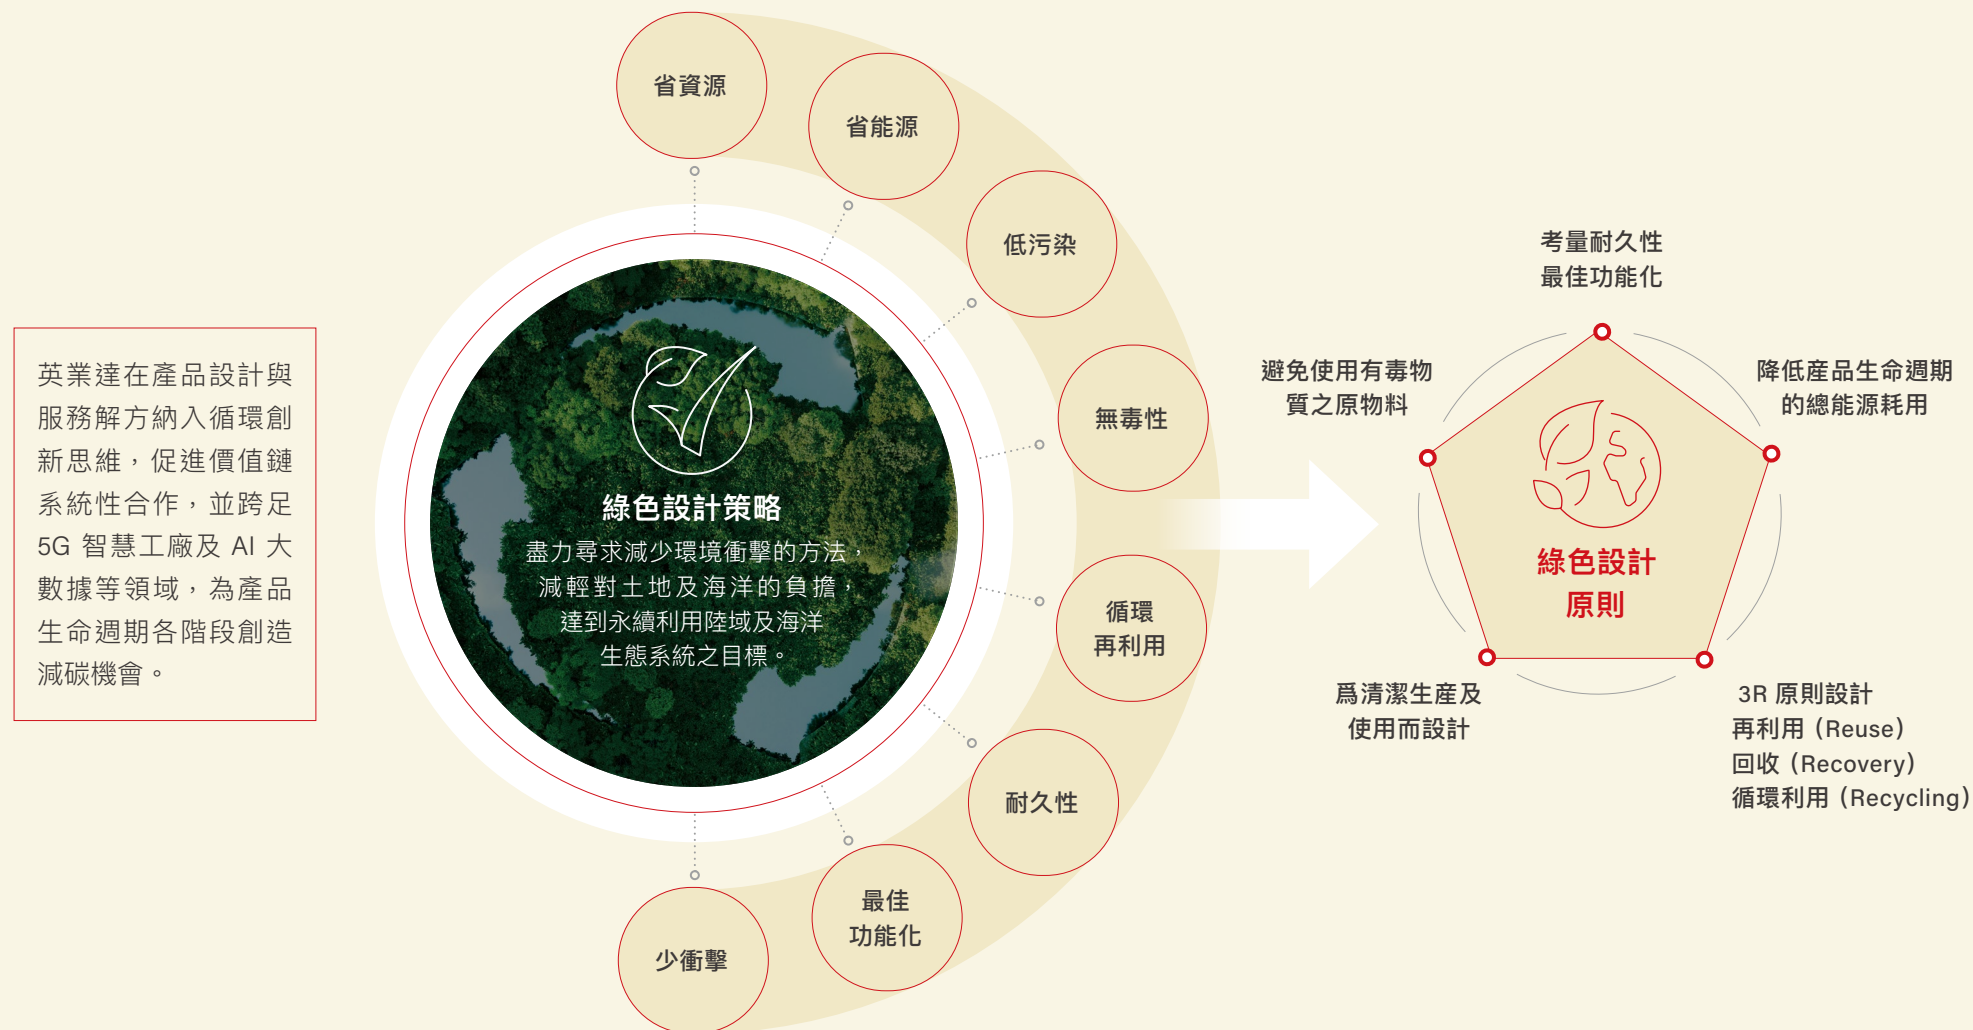 英業達在產品設計與
服務解方納入循環創
新思維，促進價值鏈
系統性合作，並跨足
5G 智慧工廠及 AI 大
數據等領域，為產品
生命週期各階段創造
減碳機會。
綠色設計策略
盡力尋求減少環境衝擊的方法，
減輕對土地及海洋的負擔，
達到永續利用陸域及海洋
生態系統之目標。
省資源
省能源
低污染
無毒性
循環
再利用
耐久性
最佳
功能化
少衝擊
綠色設計
原則
考量耐久性
最佳功能化
降低産品生命週期
的總能源耗用
3R 原則設計
再利用 (Reuse)
回收 (Recovery)
循環利用 (Recycling)
爲清潔生産及
使用而設計
避免使用有毒物
質之原物料